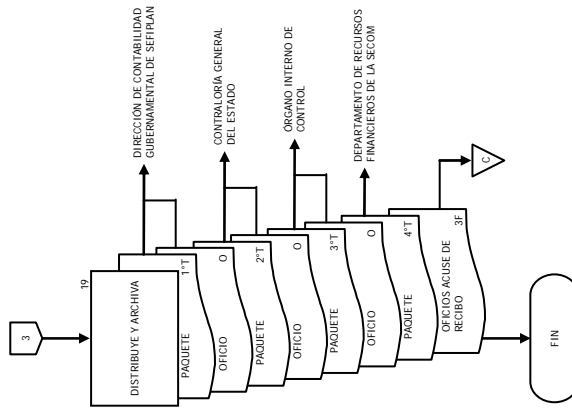 3
19
DISTRIBUYE Y ARCHIVA
1°T
PAQUETE
O
OFICIO
2°T
PAQUETE
O
OFICIO
3°T
PAQUETE
O
OFICIO
4°T
PAQUETE
3F
OFICIOS ACUSE DE
RECIBO
DIRECCIÓN DE CONTABILIDAD
GUBERNAMENTAL DE SEFIPLAN
CONTRALORÍA GENERAL
DEL ESTADO
ÓRGANO INTERNO DE
CONTROL
DEPARTAMENTO DE RECURSOS
FINANCIEROS DE LA SECOM
C
FIN